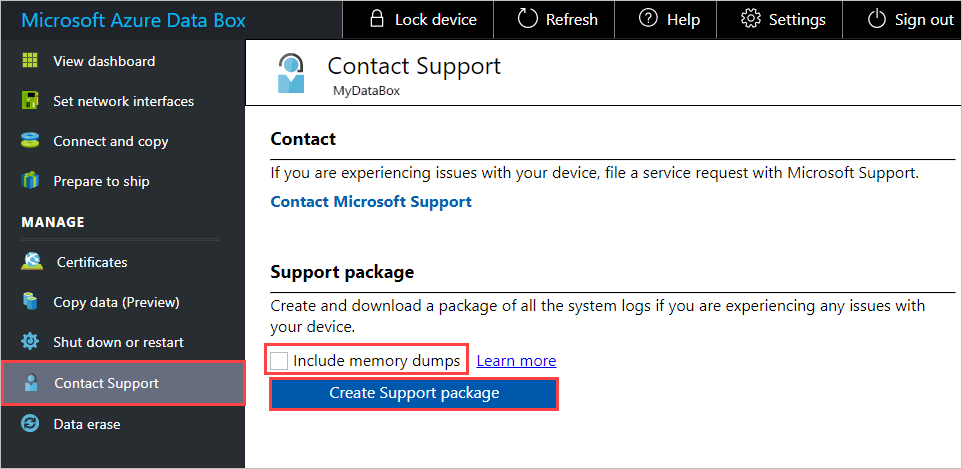 Microsoft Azure Data Box
Lock device
Refresh
Help
Settings
Sign out
View dashboard
Set network interfaces
Connect and copy
Prepare to ship
MANAGE
Certificates
Copy data (Preview)
Shut down or restart
Contact Support
Data erase
Contact Support
MyDataBox
Contact
If you are experiencing issues with your device, file a service request with Microsoft Support.
Contact Microsoft Support
Support package
Create and download a package of all the system logs if you are experiencing any issues with
your device.
Include memory dumps Learn more
Create Support package